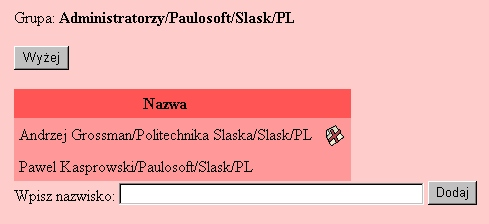 Grupa: Administratorzy/Paulosoft/Slask/PL
Wyżej
Nazwa
Andrzej Grossman/Politechnika Slaska/Slask/PL
Pawel Kasprowski/Paulosoft/Slask/PL
Wpisz nazwisko: Dodaj